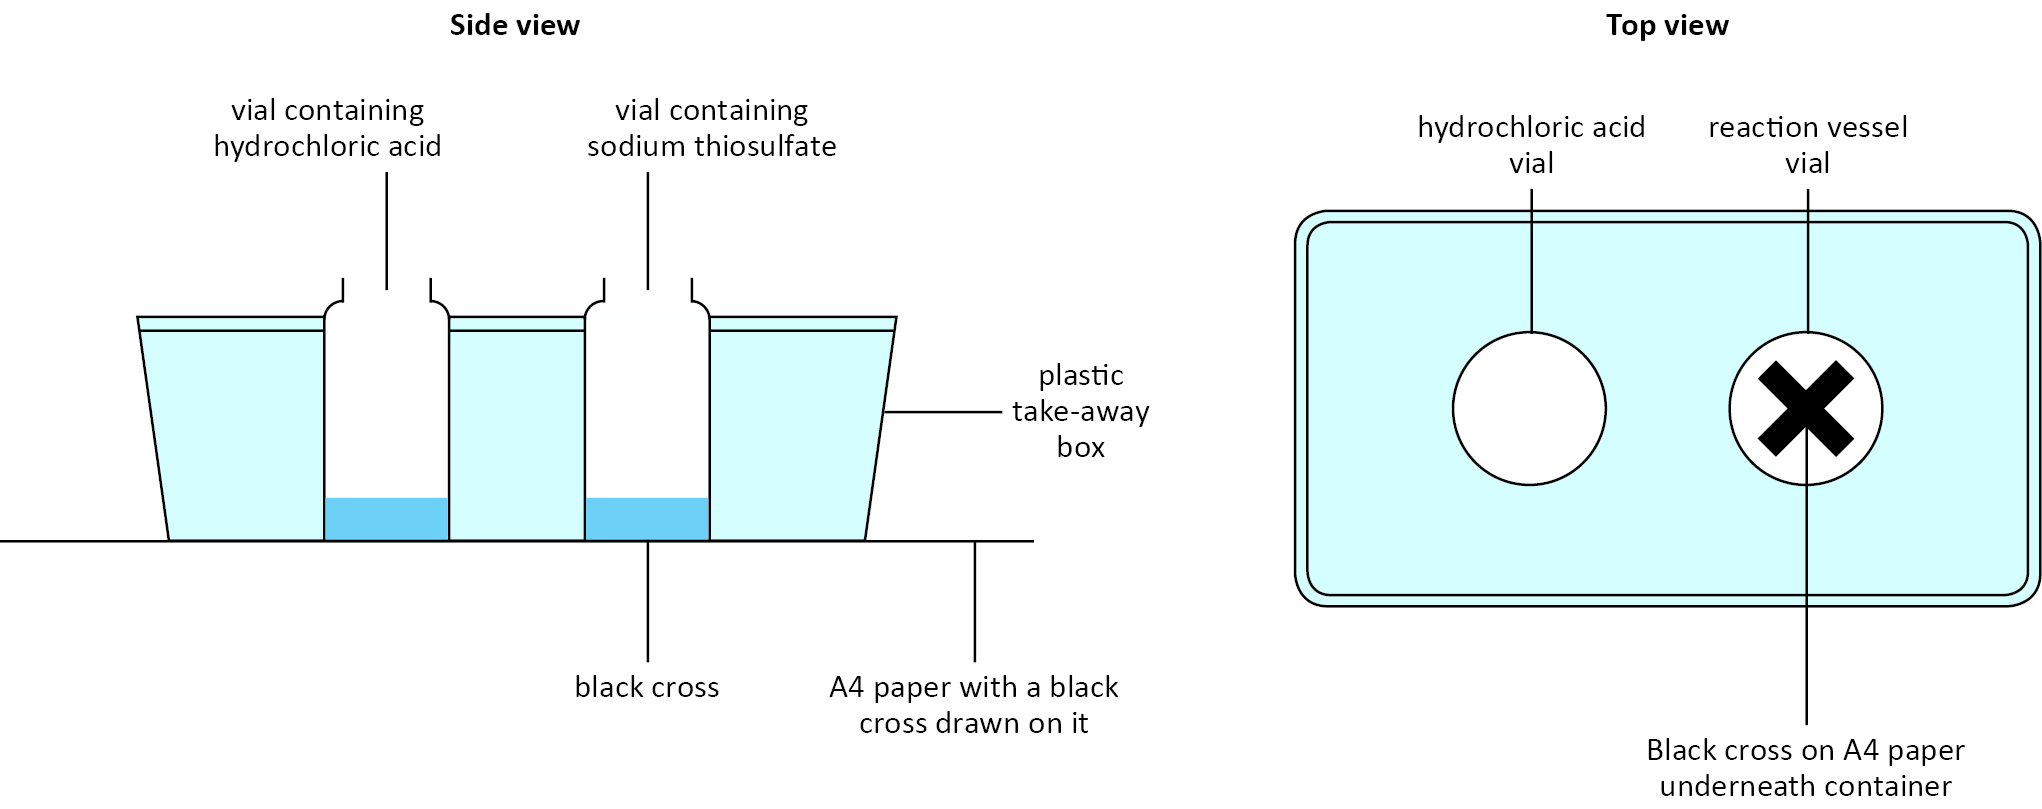 Side view
vial containing
hydrochloric acid
vial containing
sodium thiosulfate
plastic
take-away
box
black cross
A4 paper with a black
cross drawn on it
Top view
hydrochloric acid
vial
reaction vessel
vial
Black cross on A4 paper
underneath container